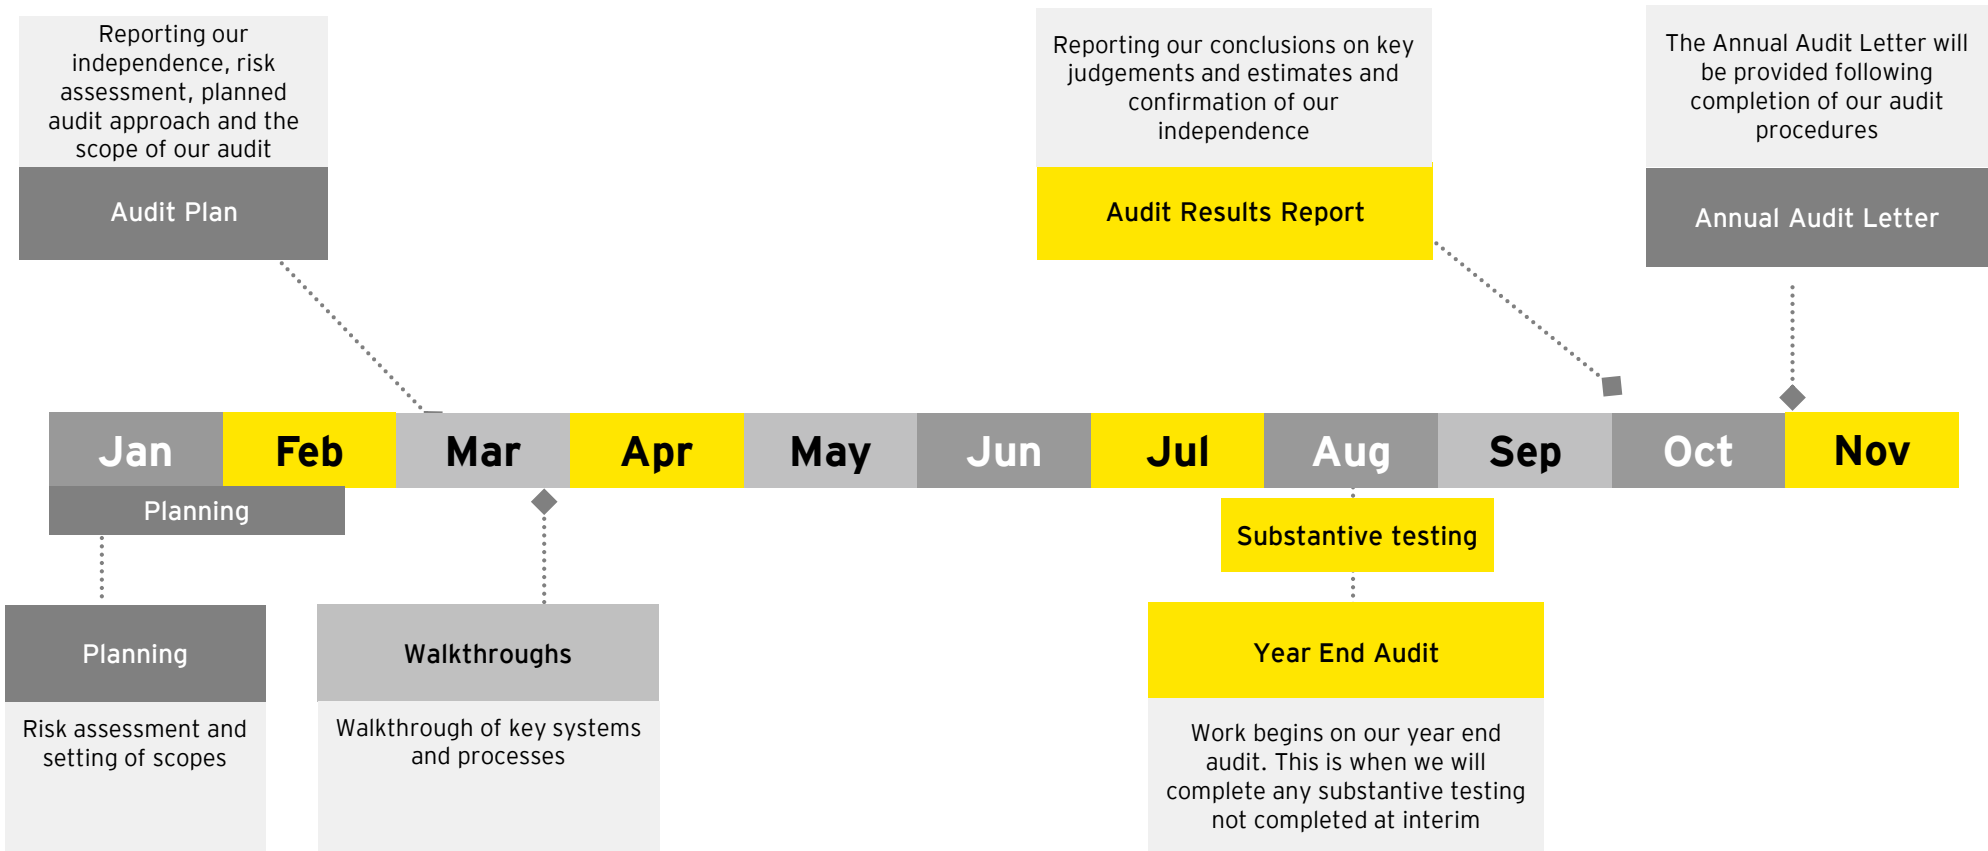 Reporting our
independence, risk
assessment, planned
audit approach and the
scope of our audit
Audit Plan
Reporting our conclusions on key
judgements and estimates and
confirmation of our
independence
Audit Results Report
The Annual Audit Letter will
be provided following
completion of our audit
procedures
Annual Audit Letter
Jan
Feb
Mar
Apr
May
Jun
Jul
Aug
Sep
Oct
Nov
Planning
Substantive testing
Planning
Risk assessment and
setting of scopes
Walkthroughs
Walkthrough of key systems
and processes
Year End Audit
Work begins on our year end
audit. This is when we will
complete any substantive testing
not completed at interim